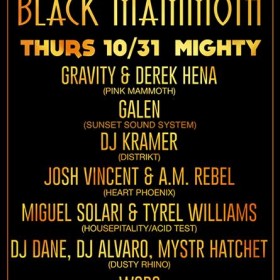 BLACK MAMMOTH
THURS 10/31 MIGHTY
GRAVITY & DEREK HENA
(PINK MAMMOTH)
GALEN
(SUNSET SOUND SYSTEM)
DJ KRAMER
(DISTRIKT)
JOSH VINCENT & A.M. REBEL
(HEART PHOENIX)
MIGUEL SOLARI & TYREL WILLIAMS
(HOUSEPITALITY/ACID TEST)
DJ DANE, DJ ALVARO, MYSTR HATCHET
(DUSTY RHINO)